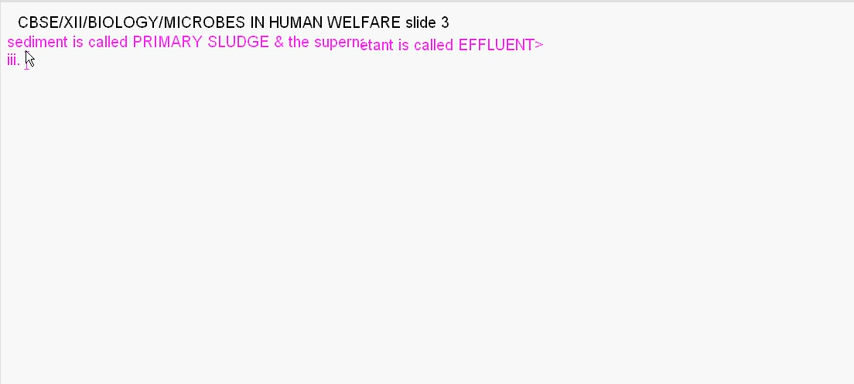 CBSE/XII/BIOLOGY/MICROBES IN HUMAN WELFARE slide 3
sediment is called PRIMARY SLUDGE & the supernetant is called EFFLUENT>
iii.